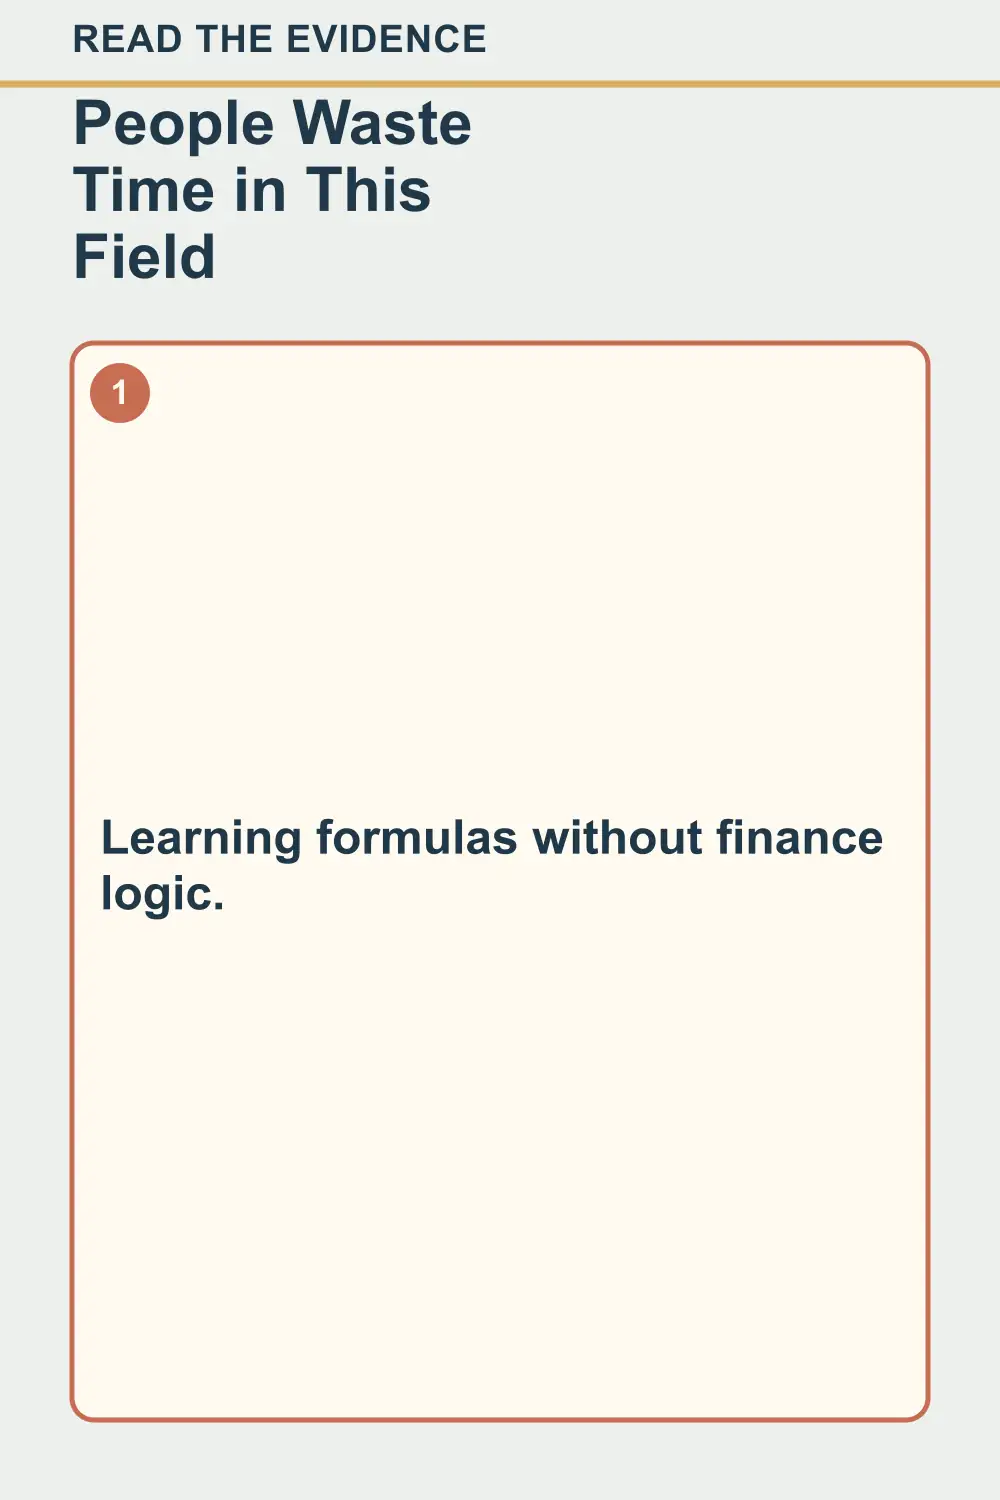 READ THE EVIDENCE
People Waste
Time in This
Field
1
Learning formulas without finance
logic.